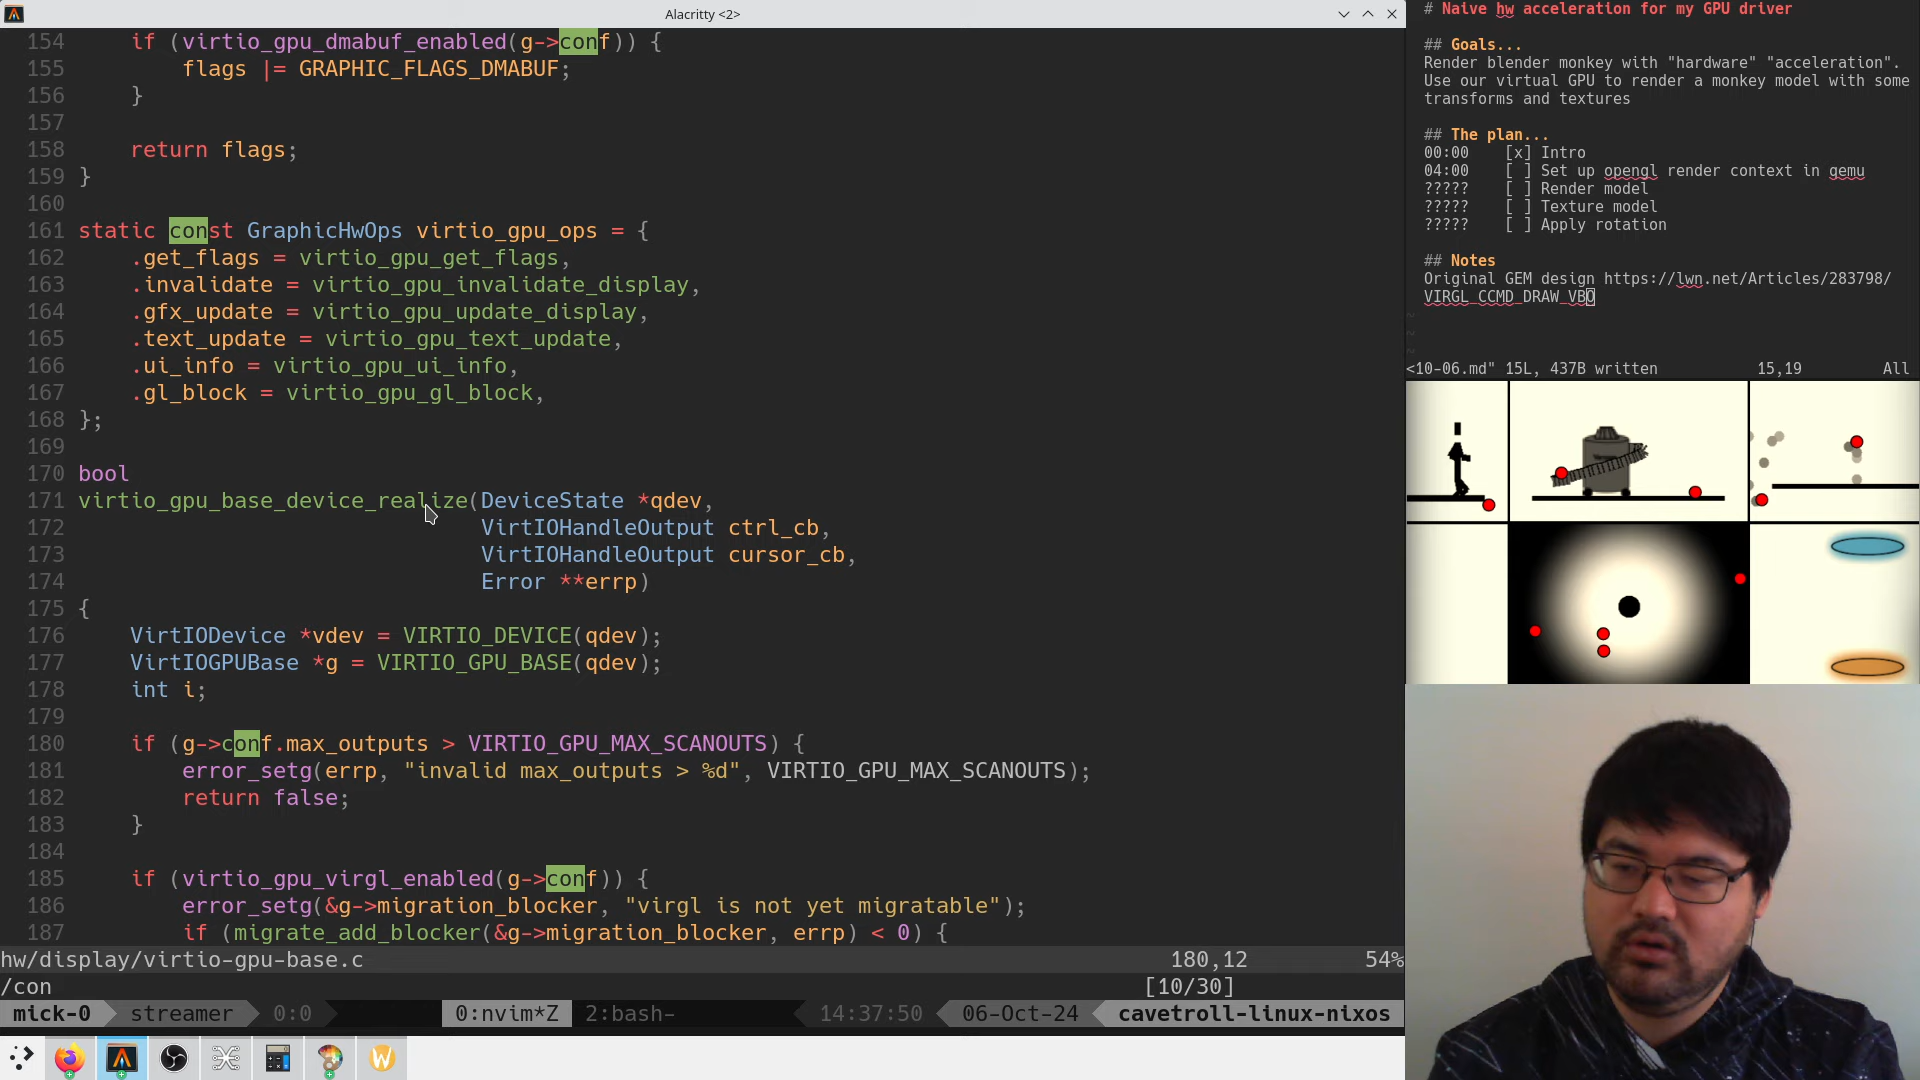 Alacritty <2>
154     if (virtio_gpu_dmabuf_enabled(g->conf)) {
155         flags |= GRAPHIC_FLAGS_DMABUF;
156     }
157
158     return flags;
159 }
160
161 static const GraphicHwOps virtio_gpu_ops = {
162     .get_flags = virtio_gpu_get_flags,
163     .invalidate = virtio_gpu_invalidate_display,
164     .gfx_update = virtio_gpu_update_display,
165     .text_update = virtio_gpu_text_update,
166     .ui_info = virtio_gpu_ui_info,
167     .gl_block = virtio_gpu_gl_block,
168 };
169
170 bool
171 virtio_gpu_base_device_realize(DeviceState *qdev,
172                                VirtIOHandleOutput ctrl_cb,
173                                VirtIOHandleOutput cursor_cb,
174                                Error **errp)
175 {
176     VirtIODevice *vdev = VIRTIO_DEVICE(qdev);
177     VirtIOGPUBase *g = VIRTIO_GPU_BASE(qdev);
178     int i;
179
180     if (g->conf.max_outputs > VIRTIO_GPU_MAX_SCANOUTS) {
181         error_setg(errp, "invalid max_outputs > %d", VIRTIO_GPU_MAX_SCANOUTS);
182         return false;
183     }
184
185     if (virtio_gpu_virgl_enabled(g->conf)) {
186         error_setg(&g->migration_blocker, "virgl is not yet migratable");
187         if (migrate_add_blocker(&g->migration_blocker, errp) < 0) {
hw/display/virtio-gpu-base.c 180,12 54%
/con [10/30]
mick-0 streamer 0:0 0:nvim*Z 2:bash- 14:37:50 06-Oct-24 cavetroll-linux-nixos
W
# Naive hw acceleration for my GPU driver
## Goals...
Render blender monkey with "hardware" "acceleration".
Use our virtual GPU to render a monkey model with some
transforms and textures
## The plan...
00:00    [x] Intro
04:00    [ ] Set up opengl render context in qemu
?????    [ ] Render model
?????    [ ] Texture model
?????    [ ] Apply rotation
## Notes
Original GEM design https://lwn.net/Articles/283798/
VIRGL_CCMD_DRAW_VBO
~
~
~
<10-06.md" 15L, 437B written 15,19 All